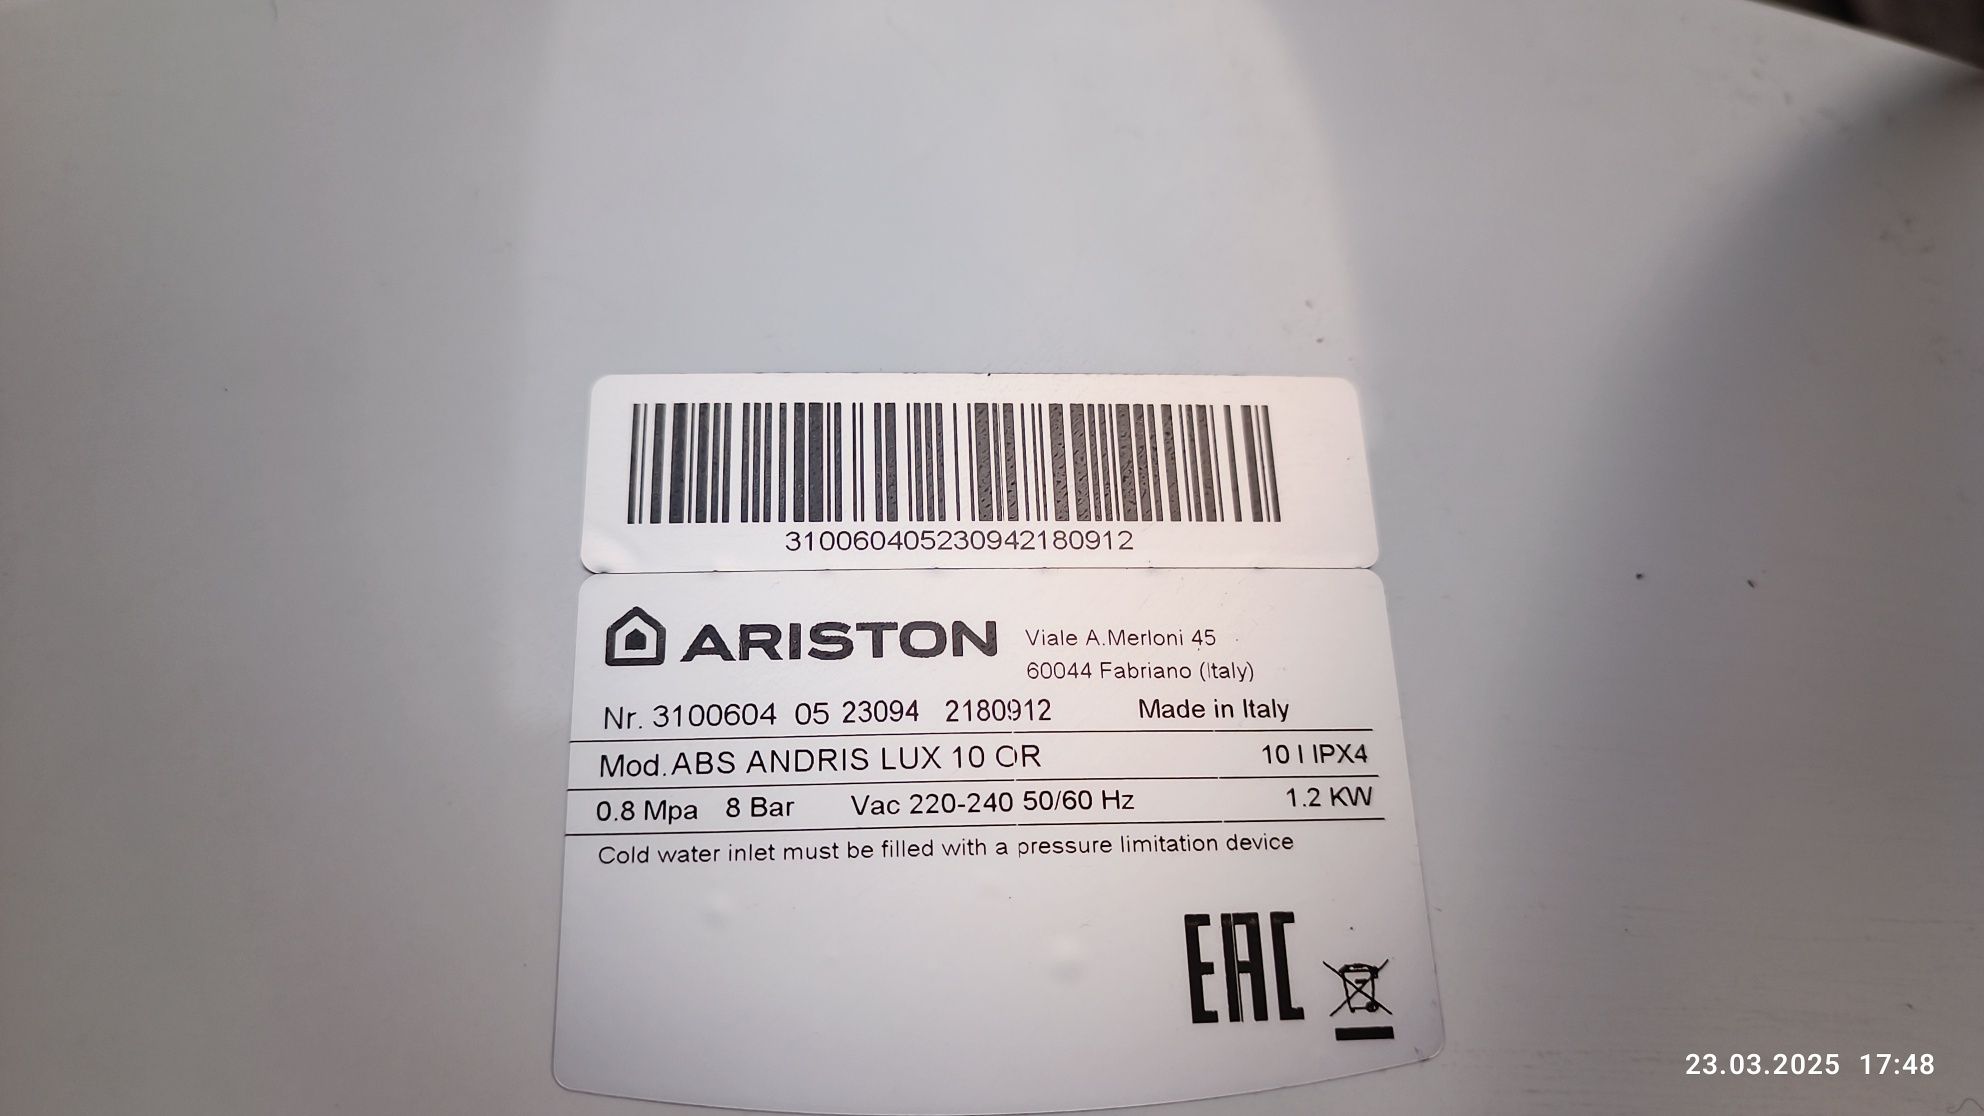 310060405230942180912
ARISTON
Viale A.Merloni 45
60044 Fabriano (Italy)
Nr. 3100604 05 23094 2180912 Made in Italy
Mod.ABS ANDRIS LUX 10 OR 10 l IPX4
0.8 Mpa 8 Bar Vac 220-240 50/60 Hz 1.2 KW
Cold water inlet must be filled with a pressure limitation device
EAC
23.03.2025 17:48